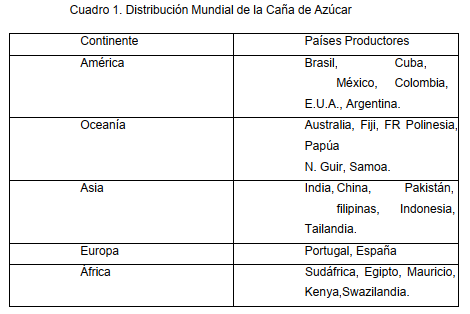 Cuadro 1. Distribución Mundial de la Caña de Azúcar
Continente Países Productores
América Brasil, Cuba,
México, Colombia,
E.U.A., Argentina.
Oceanía Australia, Fiji, FR Polinesia,
Papúa
N. Guir, Samoa.
Asia India, China, Pakistán,
filipinas, Indonesia,
Tailandia.
Europa Portugal, España
África Sudáfrica, Egipto, Mauricio,
Kenya,Swazilandia.